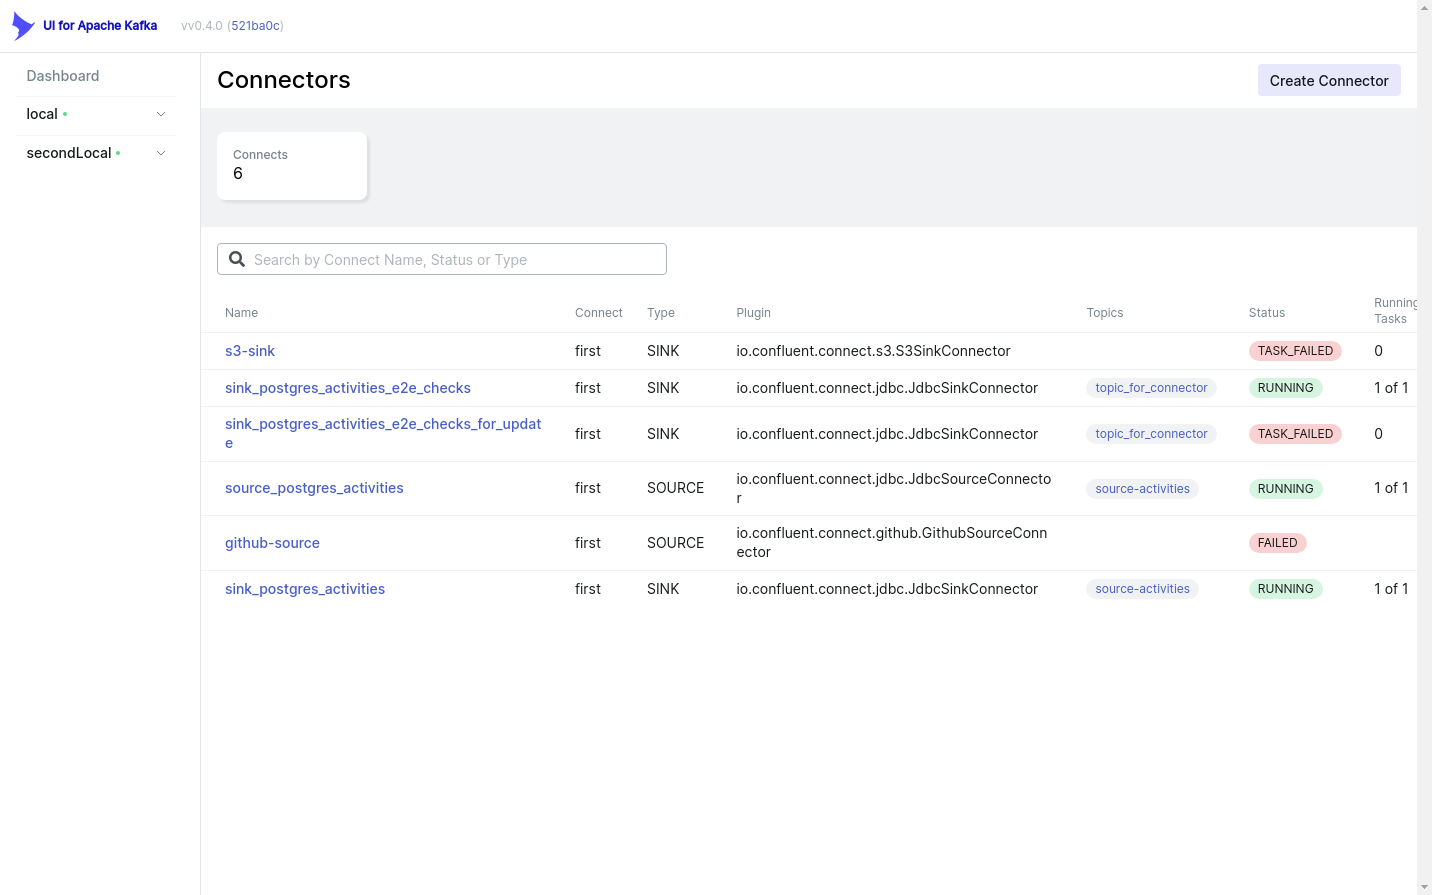 UI for Apache Kafka
vv0.4.0 (521ba0c)
Dashboard
local
secondLocal
Connectors
Create Connector
Connects
6
Search by Connect Name, Status or Type
Name Connect Type Plugin Topics Status Running
Tasks
s3-sink first SINK io.confluent.connect.s3.S3SinkConnector TASK_FAILED 0
sink_postgres_activities_e2e_checks first SINK io.confluent.connect.jdbc.JdbcSinkConnector topic_for_connector RUNNING 1 of 1
sink_postgres_activities_e2e_checks_for_updat
e first SINK io.confluent.connect.jdbc.JdbcSinkConnector topic_for_connector TASK_FAILED 0
source_postgres_activities first SOURCE io.confluent.connect.jdbc.JdbcSourceConnecto
r source-activities RUNNING 1 of 1
github-source first SOURCE io.confluent.connect.github.GithubSourceConn
ector FAILED
sink_postgres_activities first SINK io.confluent.connect.jdbc.JdbcSinkConnector source-activities RUNNING 1 of 1